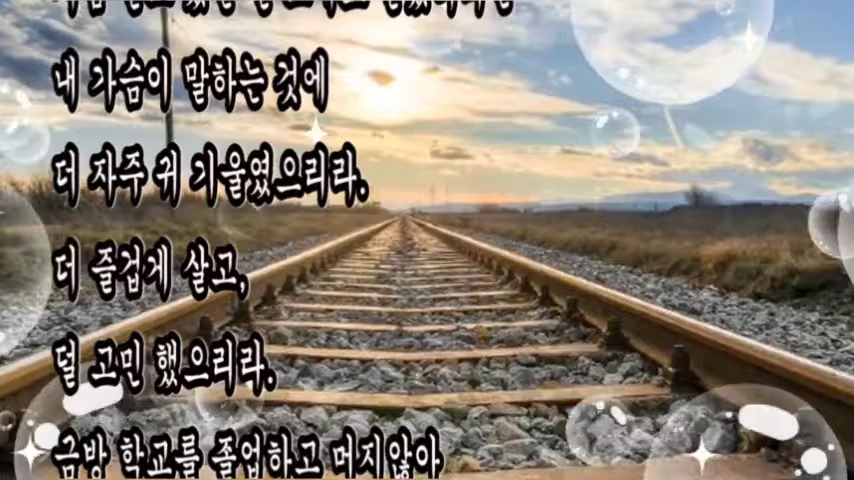 내 가슴이 말하는 것에
더 자주 귀 기울였으리라.
더 즐겁게 살고,
덜 고민 했으리라.
금방 학교를 졸업하고 머지않아